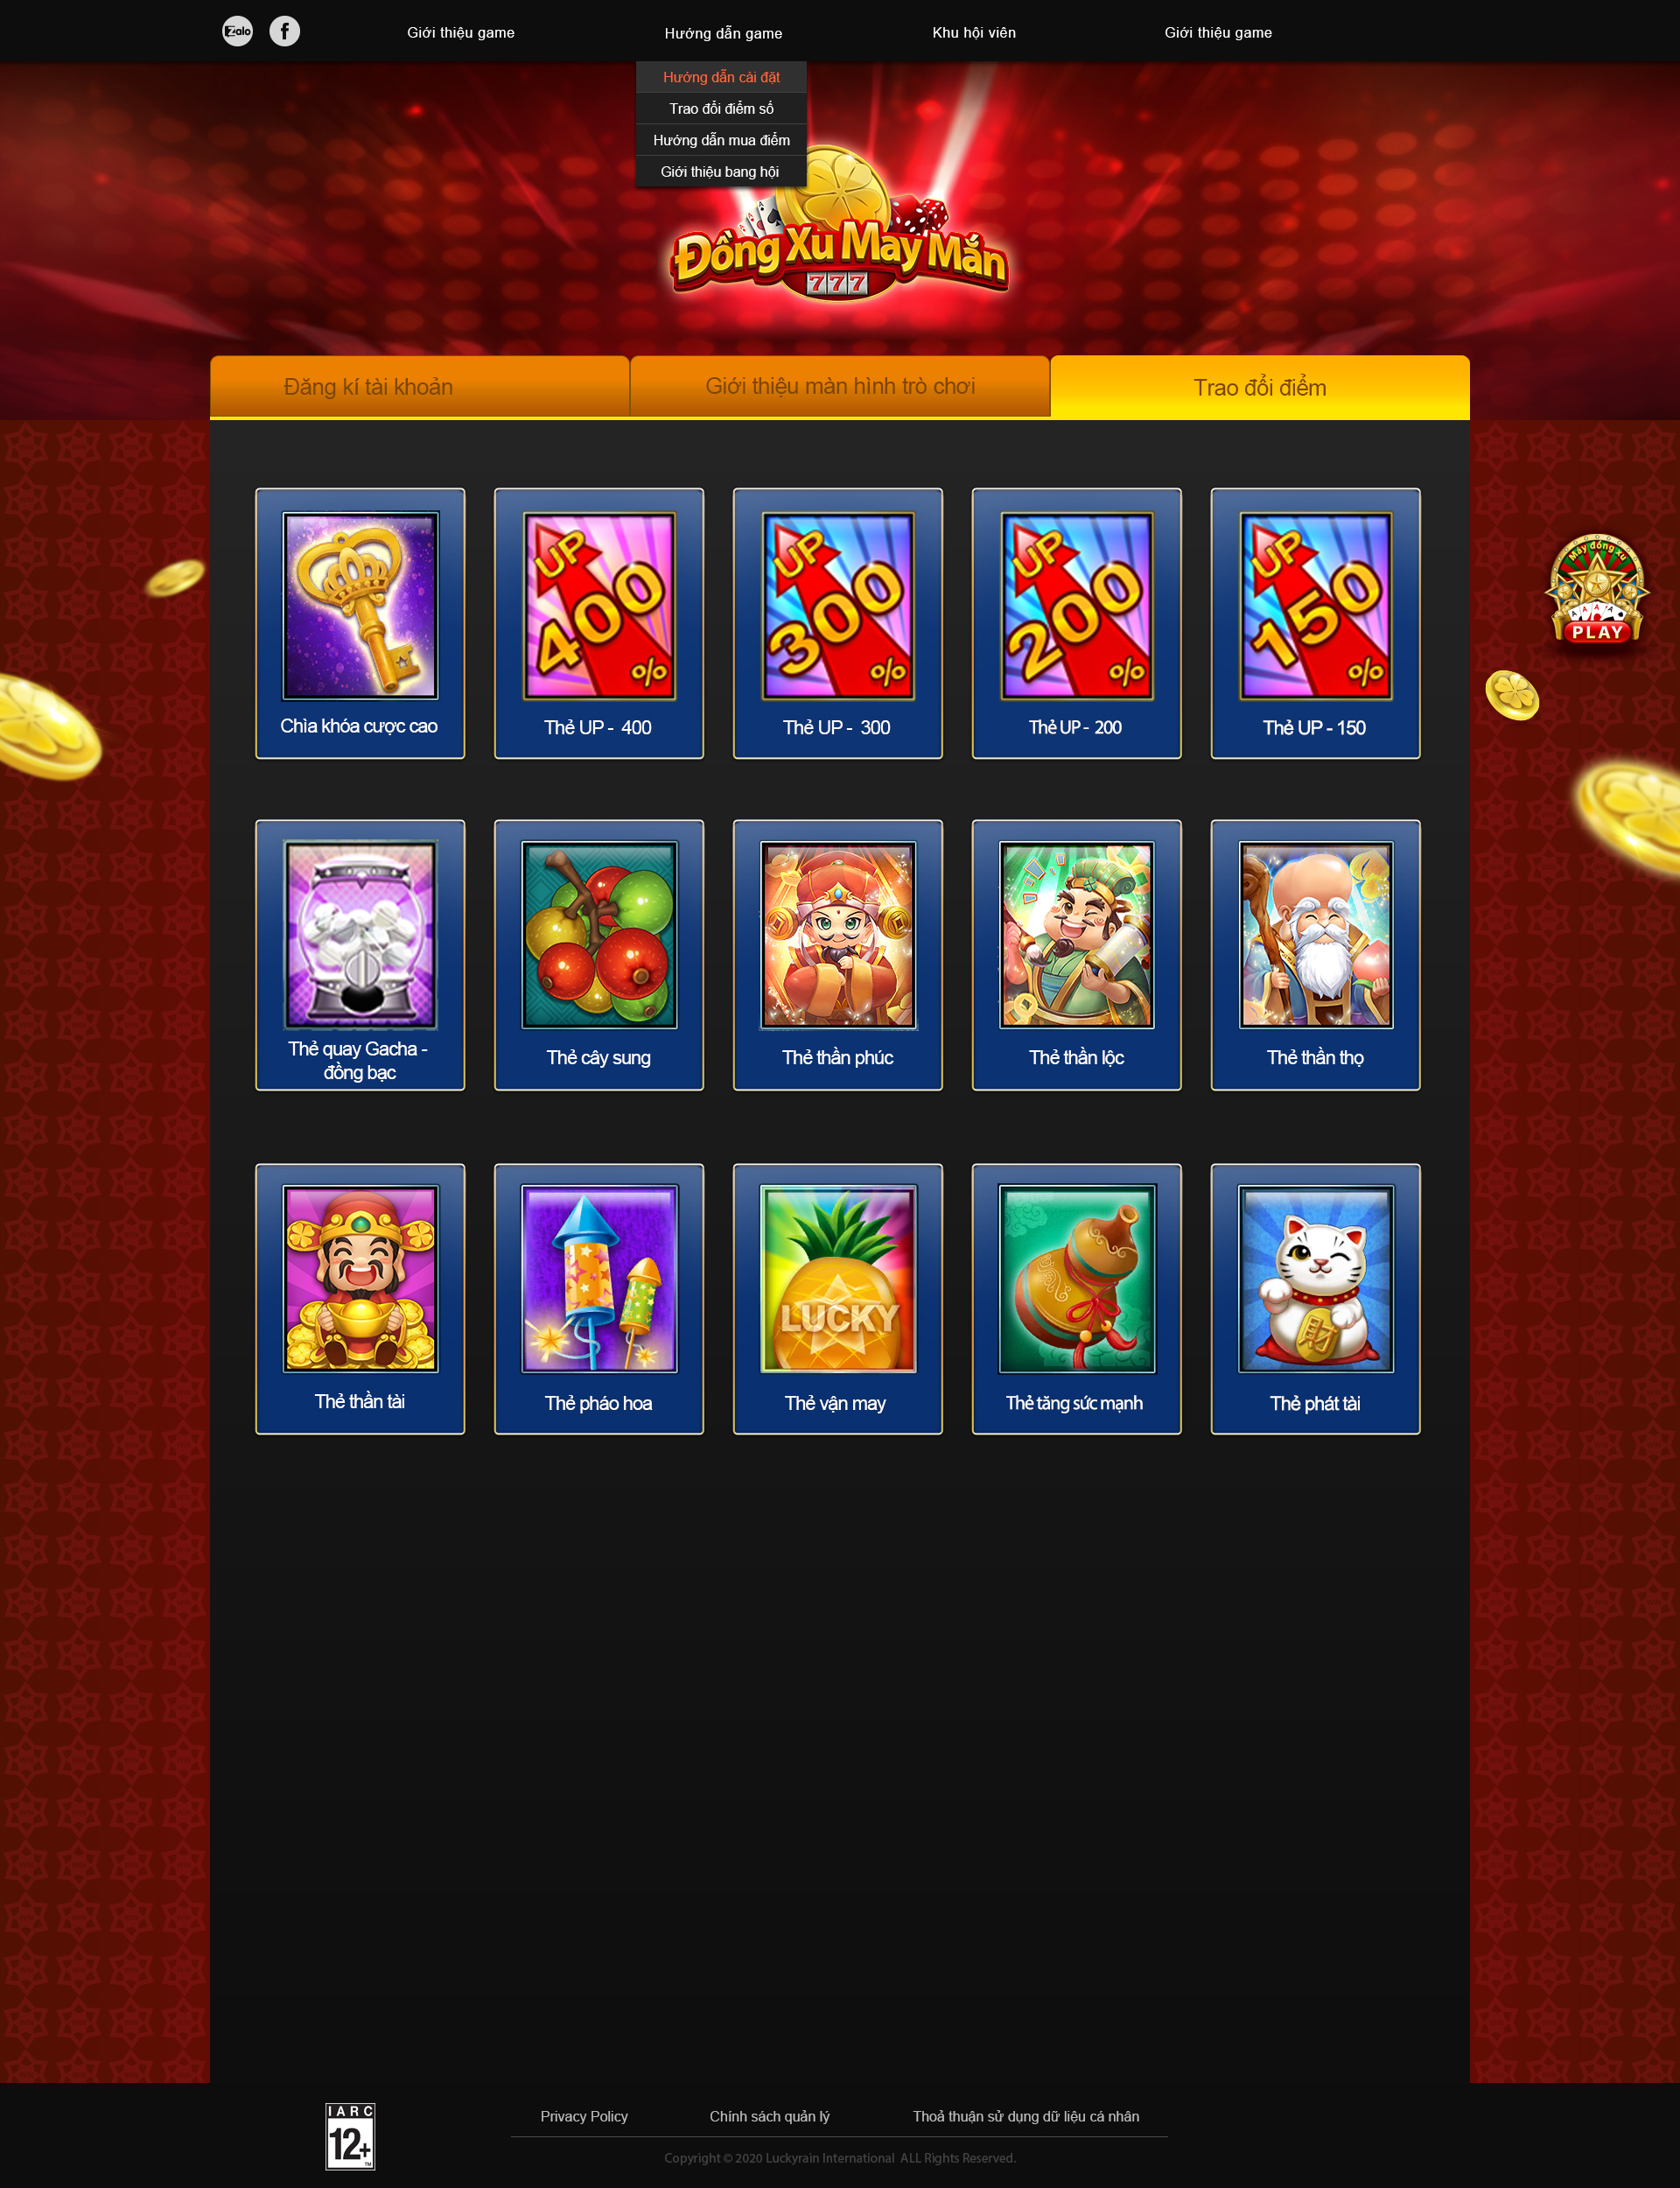 Zalo f Giới thiệu game Hướng dẫn game Khu hội viên Giới thiệu game
Hướng dẫn cài đặt
Trao đổi điểm số
Hướng dẫn mua điểm
Giới thiệu bang hội
Đồng Xu May Mắn
777
Đăng kí tài khoản Giới thiệu màn hình trò chơi Trao đổi điểm
UP 400 %
UP 300 %
UP 200 %
UP 150 %
Máy đồng xu
A A A A
PLAY
Chìa khóa cược cao Thẻ UP - 400 Thẻ UP - 300 Thẻ UP - 200 Thẻ UP - 150
Thẻ quay Gacha -
đồng bạc
Thẻ cây sung Thẻ thần phúc Thẻ thần lộc Thẻ thần thọ
LUCKY
財
Thẻ thần tài Thẻ pháo hoa Thẻ vận may Thẻ tăng sức mạnh Thẻ phát tài
IARC
12+
TM
Privacy Policy Chính sách quản lý Thoả thuận sử dụng dữ liệu cá nhân
Copyright © 2020 Luckyrain International ALL Rights Reserved.